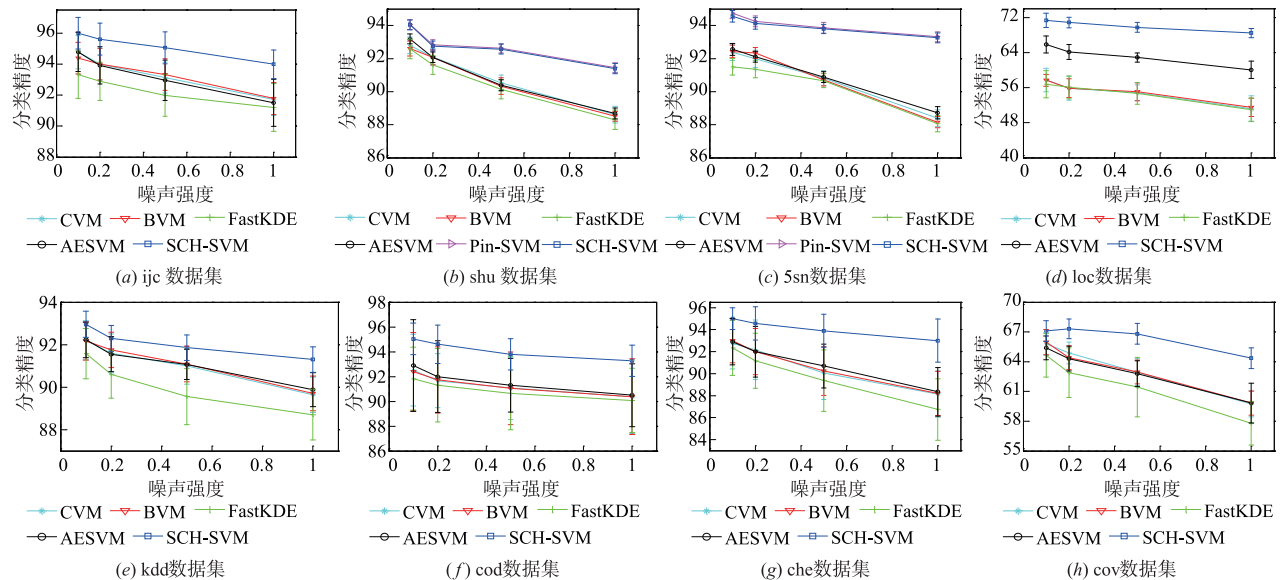 分类精度
96
94
92
90
88
0 0.2 0.4 0.6 0.8 1
噪声强度
CVM BVM FastKDE
AESVM SCH-SVM
(a) ijc 数据集
分类精度
94
92
90
88
86
0 0.2 0.4 0.6 0.8 1
噪声强度
CVM BVM FastKDE
AESVM Pin-SVM SCH-SVM
(b) shu 数据集
分类精度
94
92
90
88
86
0 0.2 0.4 0.6 0.8 1
噪声强度
CVM BVM FastKDE
AESVM Pin-SVM SCH-SVM
(c) 5sn数据集
分类精度
72
64
56
48
40
0 0.2 0.4 0.6 0.8 1
噪声强度
CVM BVM FastKDE
AESVM SCH-SVM
(d) loc 数据集
分类精度
94
92
90
88
0 0.2 0.4 0.6 0.8 1
噪声强度
CVM BVM FastKDE
AESVM SCH-SVM
(e) kdd数据集
分类精度
98
96
94
92
90
88
86
0 0.2 0.4 0.6 0.8 1
噪声强度
CVM BVM FastKDE
AESVM SCH-SVM
(f) cod 数据集
分类精度
96
94
92
90
88
86
84
83
0 0.2 0.4 0.6 0.8 1
噪声强度
CVM BVM FastKDE
AESVM SCH-SVM
(g) che数据集
分类精度
70
67
64
61
58
55
0 0.2 0.4 0.6 0.8 1
噪声强度
CVM BVM FastKDE
AESVM SCH-SVM
(h) cov 数据集